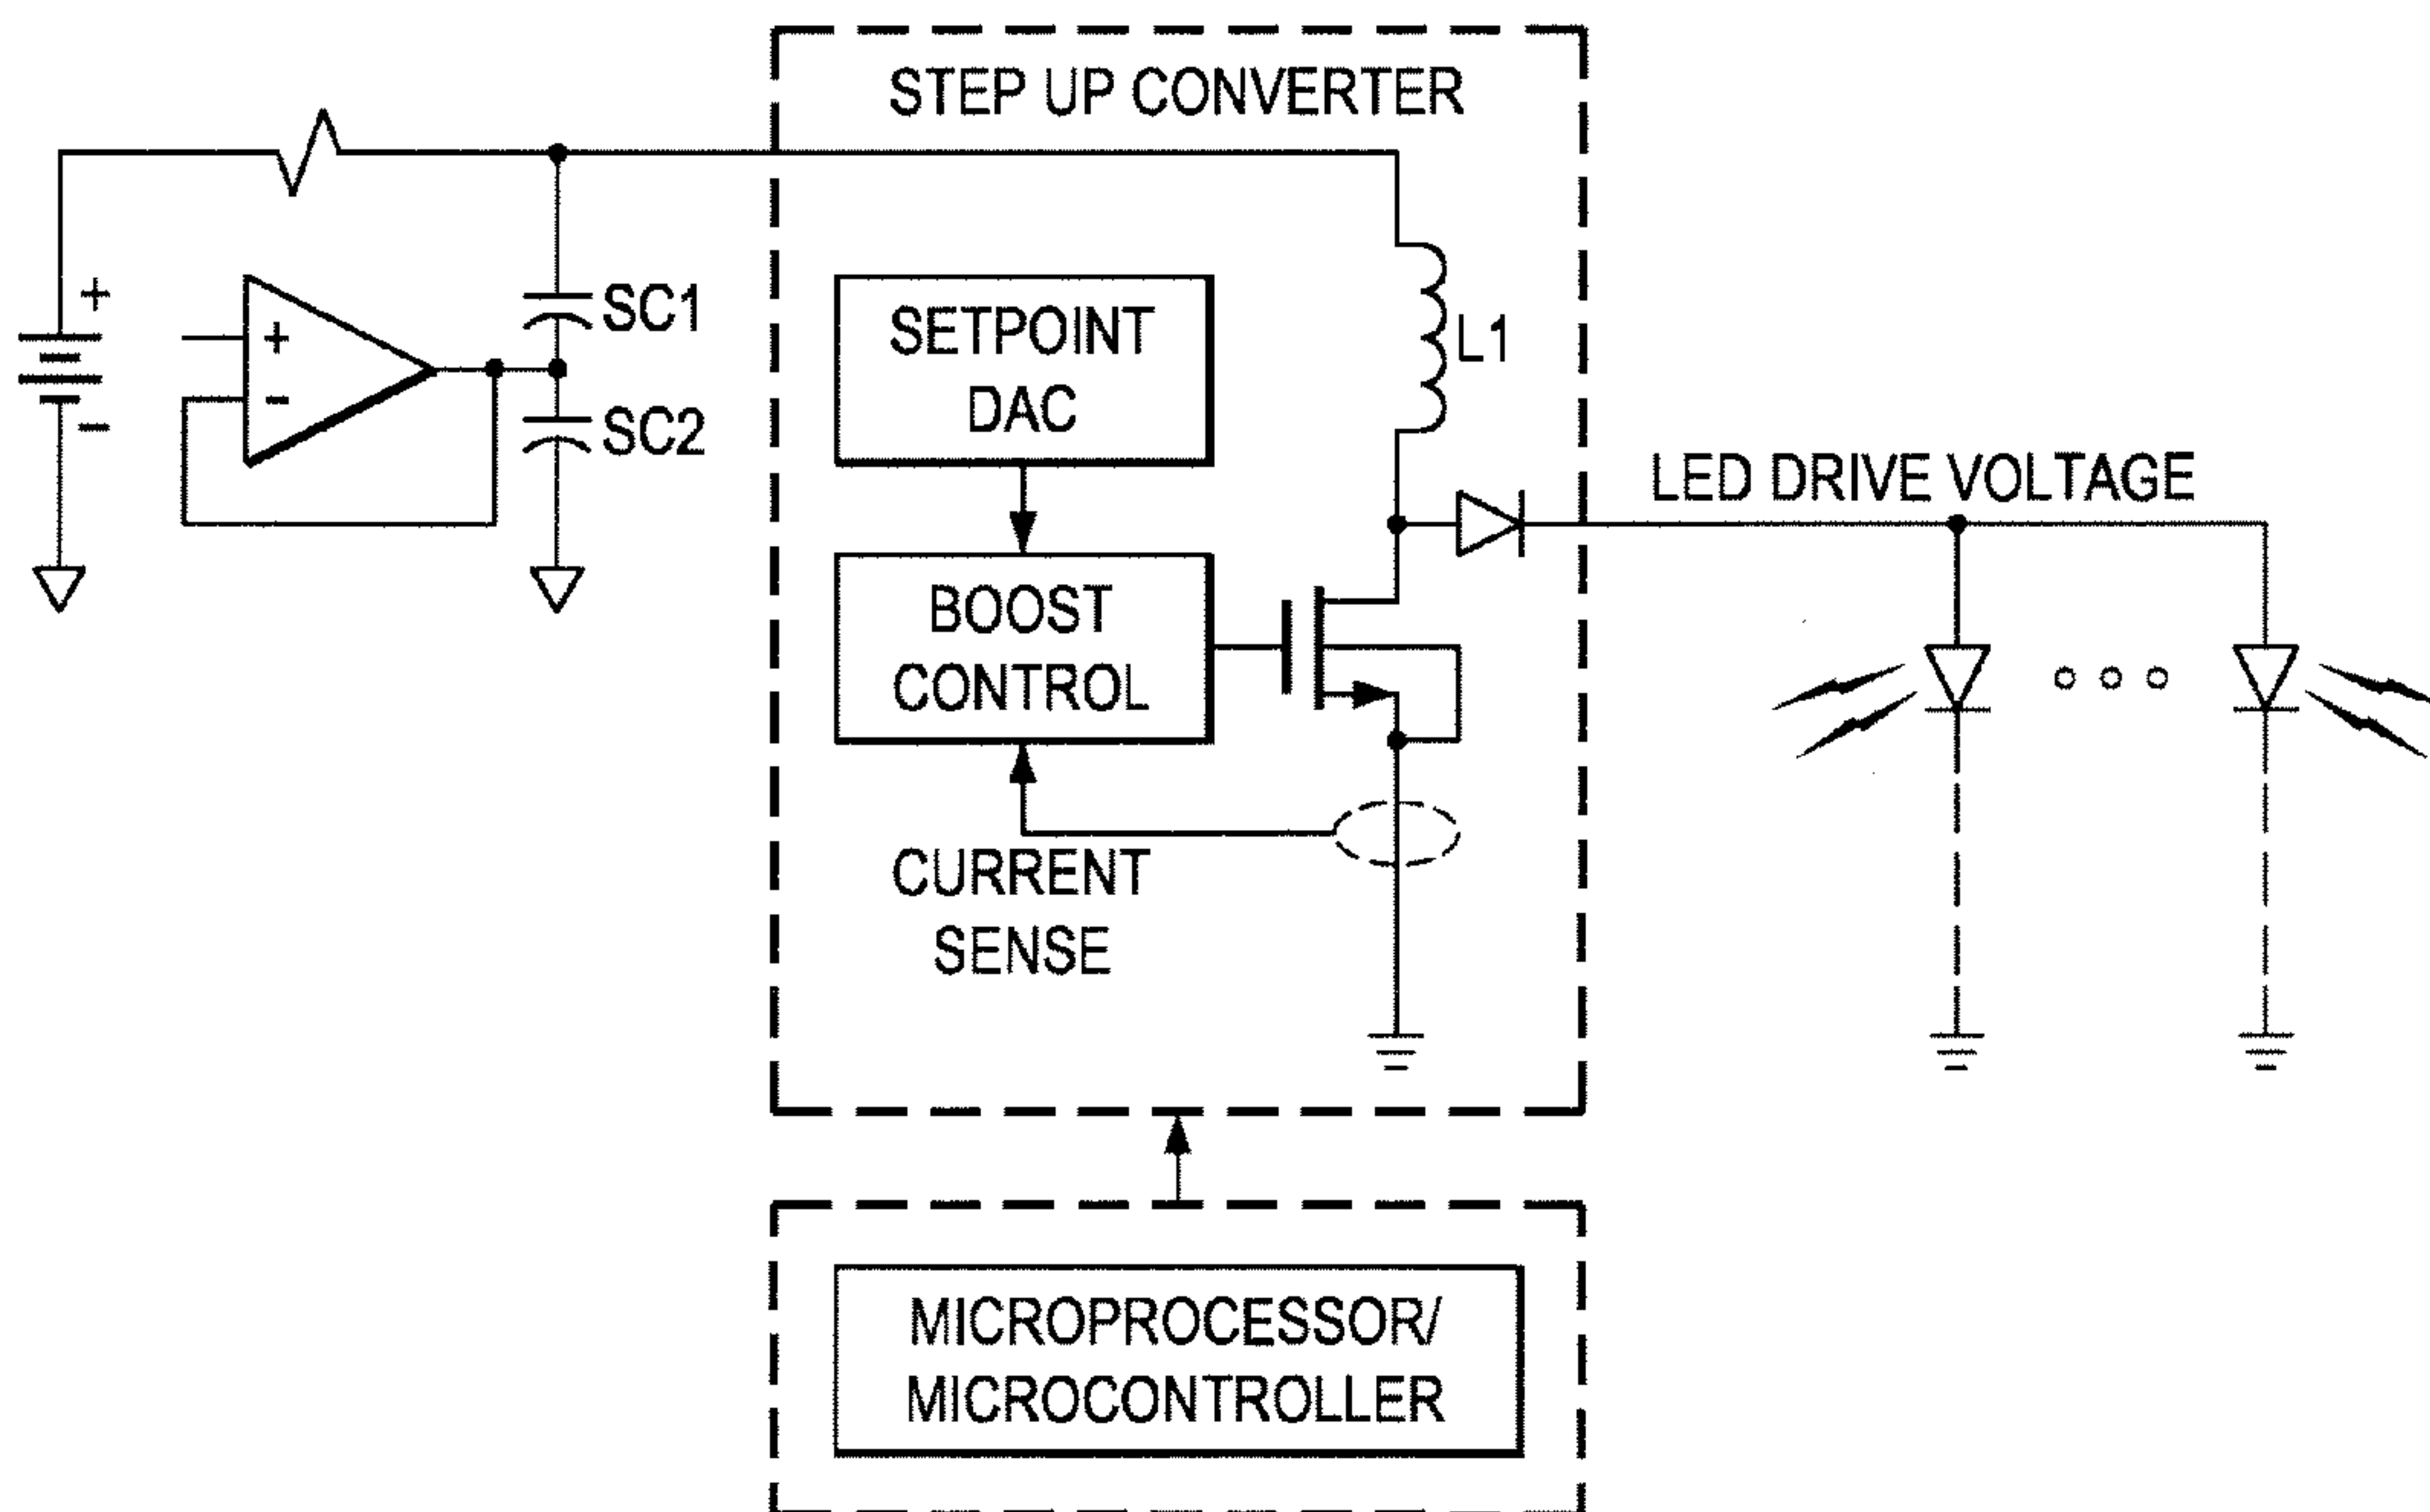 STEP UP CONVERTER
+
-
+
-
SC1
SC2
SETPOINT
DAC
L1
LED DRIVE VOLTAGE
BOOST
CONTROL
CURRENT
SENSE
MICROPROCESSOR/
MICROCONTROLLER